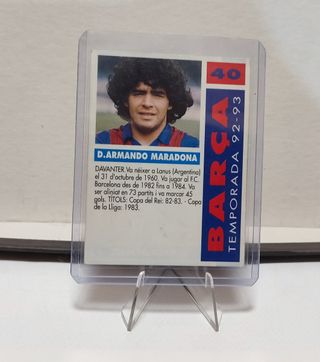 40
BARÇA
TEMPORADA 92-93
D.ARMANDO MARADONA
DAVANTER.Va néixer a Lanus (Argentina)
el 31 d'octubre de 1960. Va jugar al F.C.
Barcelona des de 1982 fins a 1984. Va
ser aliniat en 73 partits i va marcar 45
gols. TÍTOLS: Copa del Rei: 82-83. - Copa
de la Lliga: 1983.